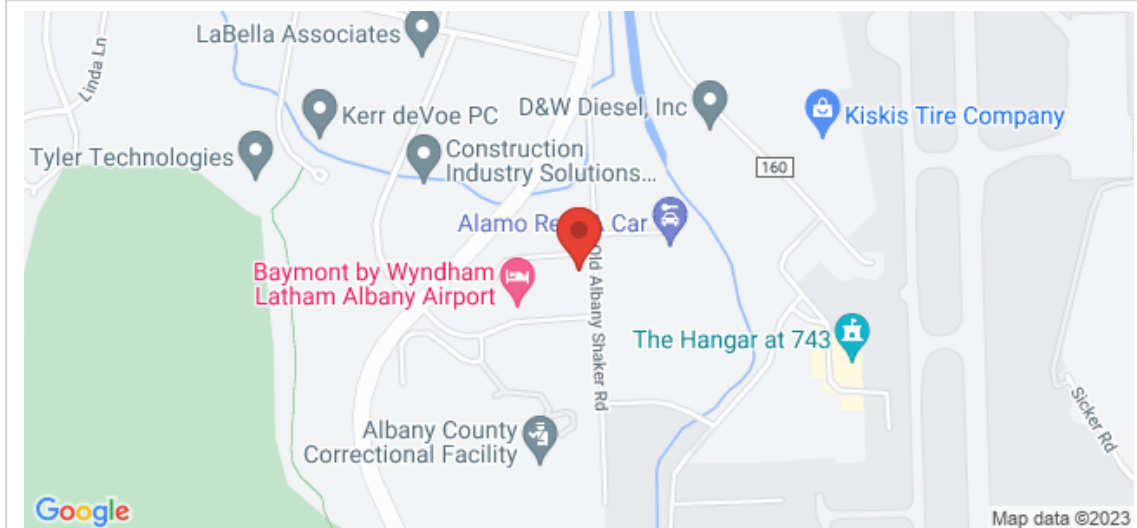 LaBella Associates
Linda Ln
Kerr deVoe PC
D&W Diesel, Inc
Kiskis Tire Company
Tyler Technologies
Construction
Industry Solutions...
160
Alamo Re A Car
Old Albany Shaker Rd
Baymont by Wyndham
Latham Albany Airport
The Hangar at 743
Sicker Rd
Albany County
Correctional Facility
Google
Map data ©2023